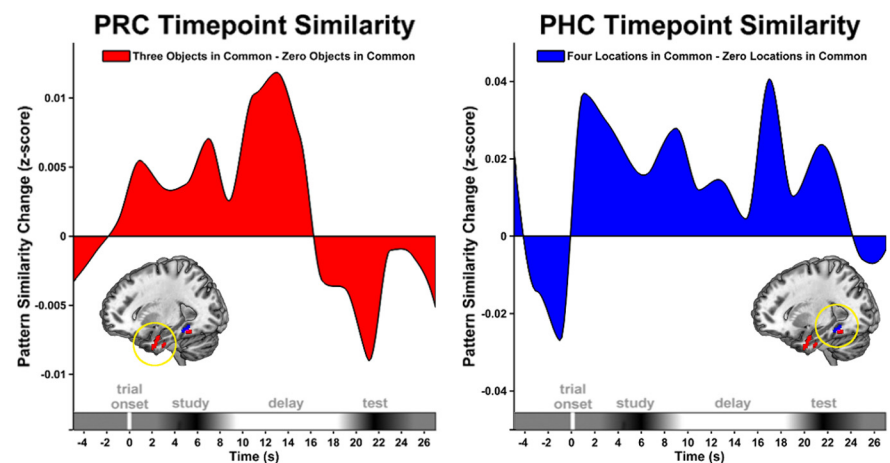 PRC Timepoint Similarity
Three Objects in Common - Zero Objects in Common
Pattern Similarity Change (z-score)
0.01
0.005
0
-0.005
-0.01
trial
onset study delay test
-4 -2 0 2 4 6 8 10 12 14 16 18 20 22 24 26
Time (s)
PHC Timepoint Similarity
Four Locations in Common - Zero Locations in Common
Pattern Similarity Change (z-score)
0.04
0.02
0
-0.02
-0.04
trial
onset study delay test
-4 -2 0 2 4 6 8 10 12 14 16 18 20 22 24 26
Time (s)